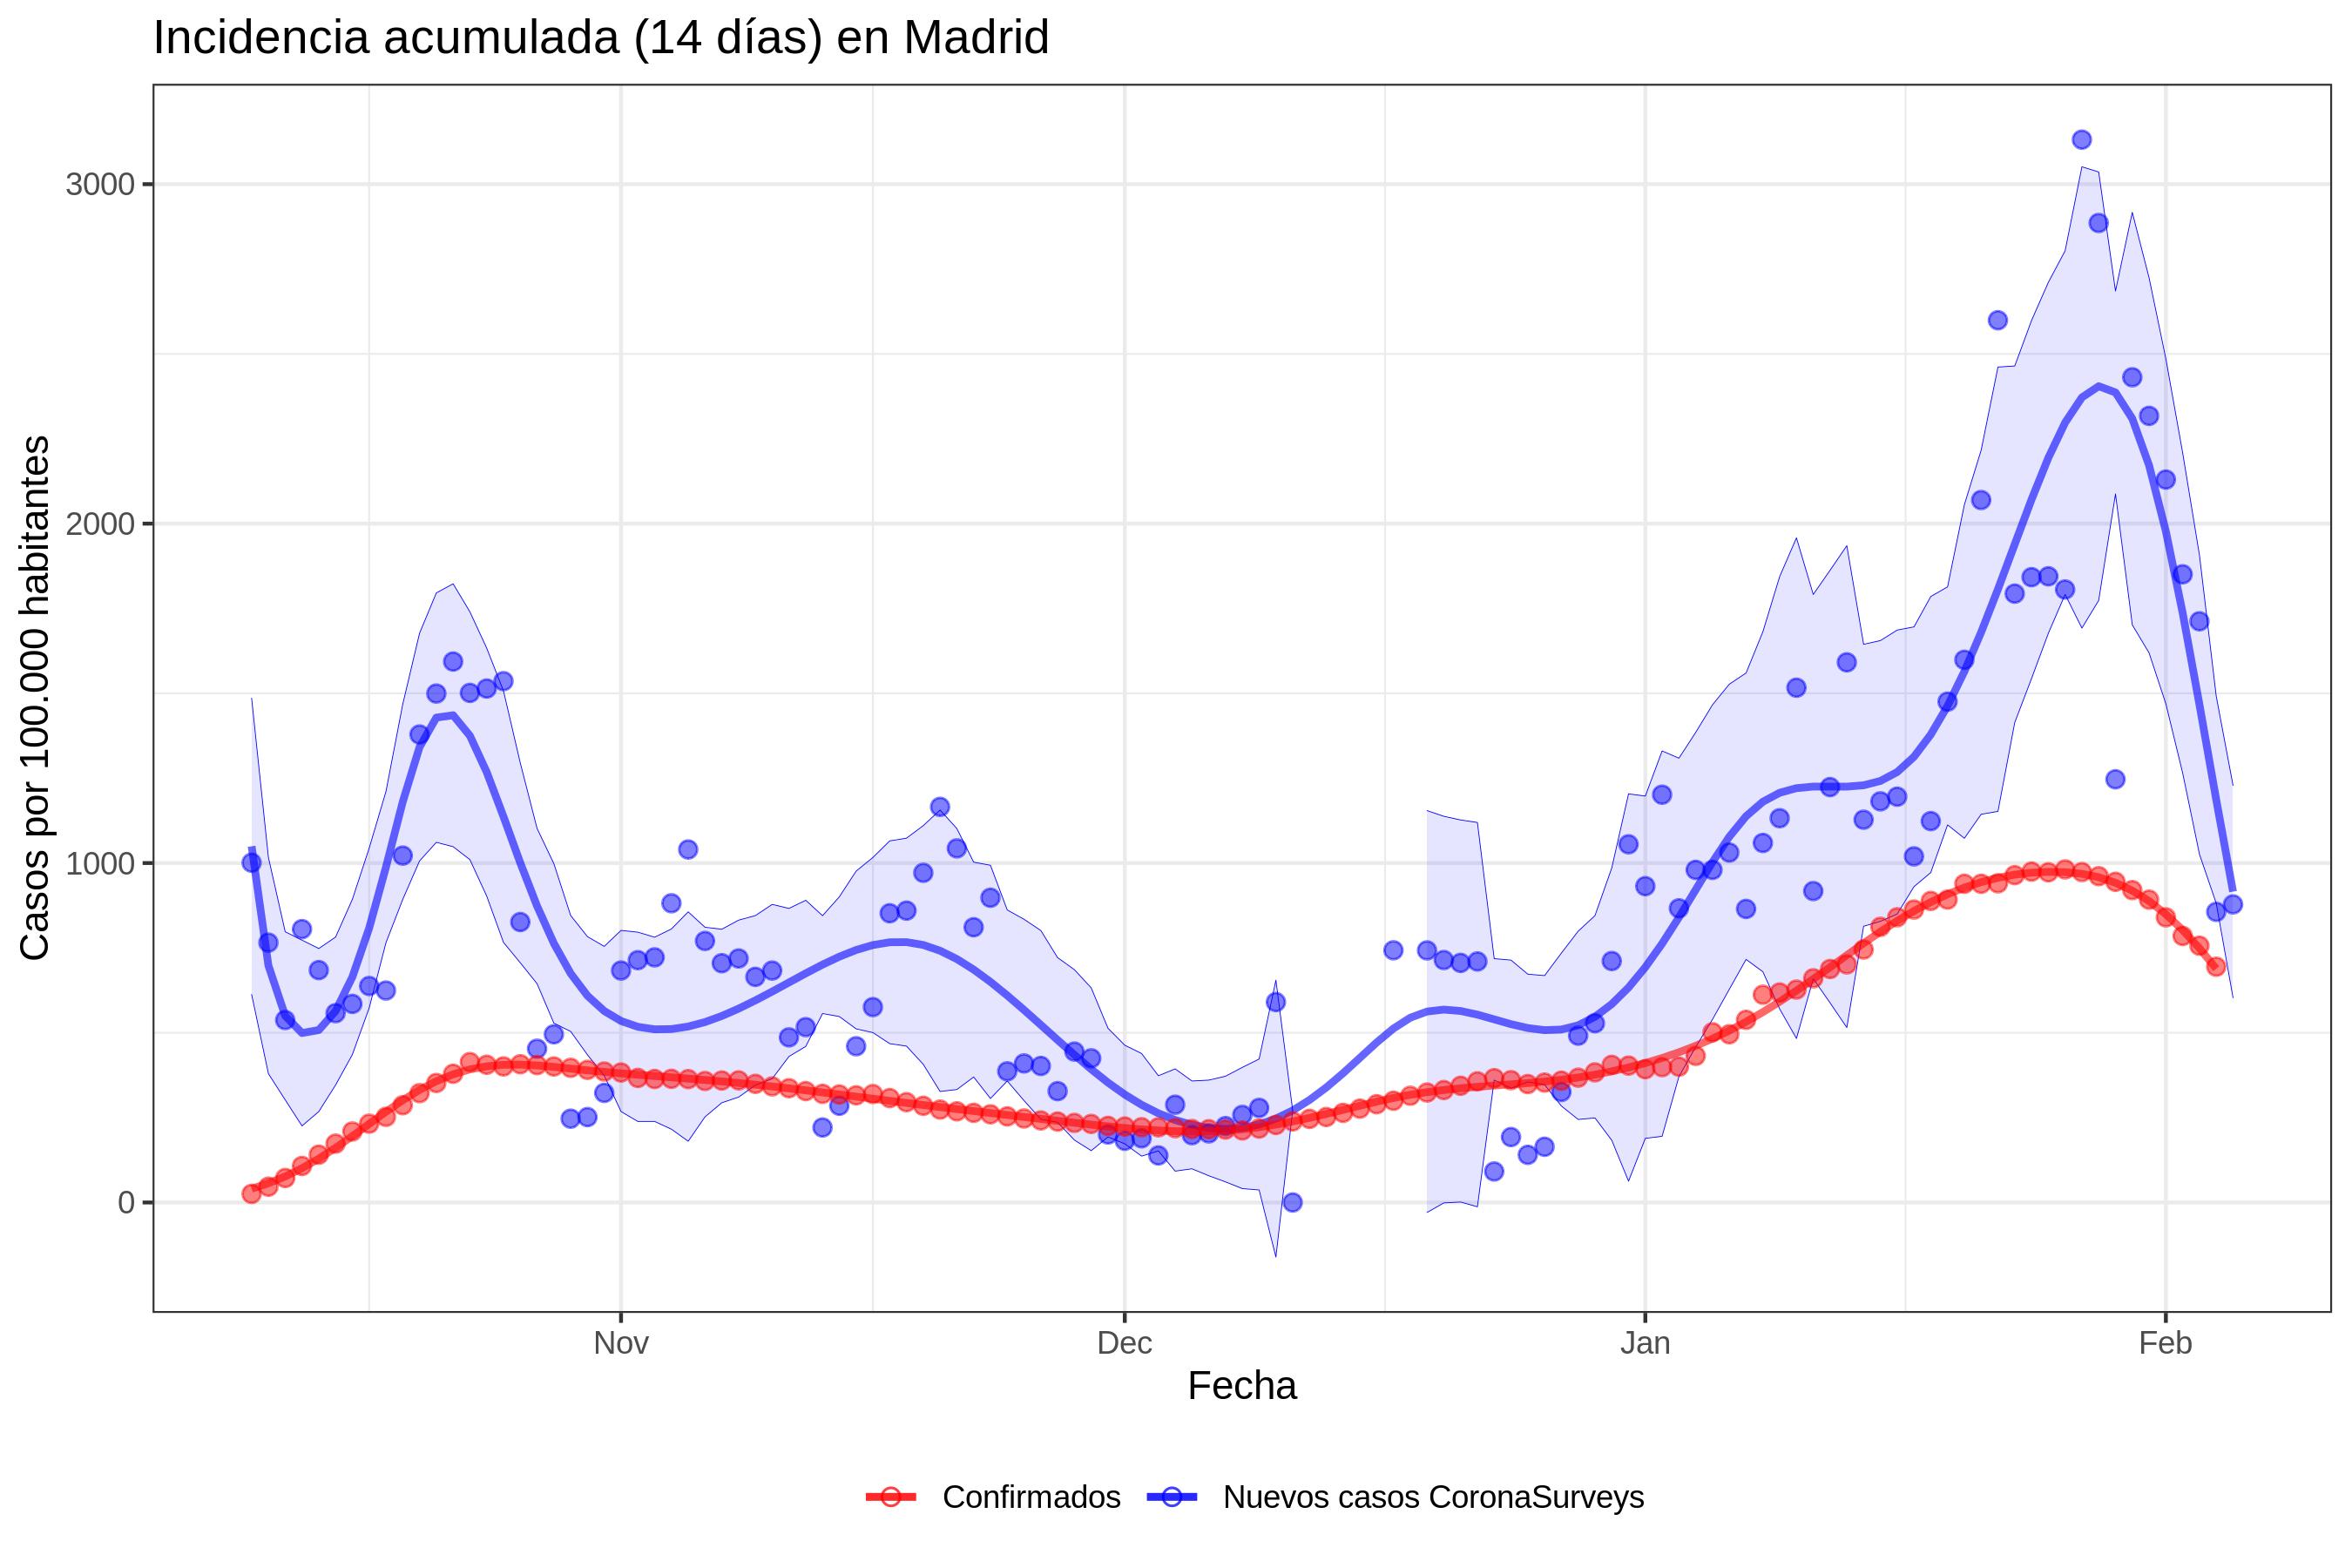 Incidencia acumulada (14 días) en Madrid
Casos por 100.000 habitantes
3000
2000
1000
0
Nov Dec Jan Feb
Fecha
Confirmados Nuevos casos CoronaSurveys